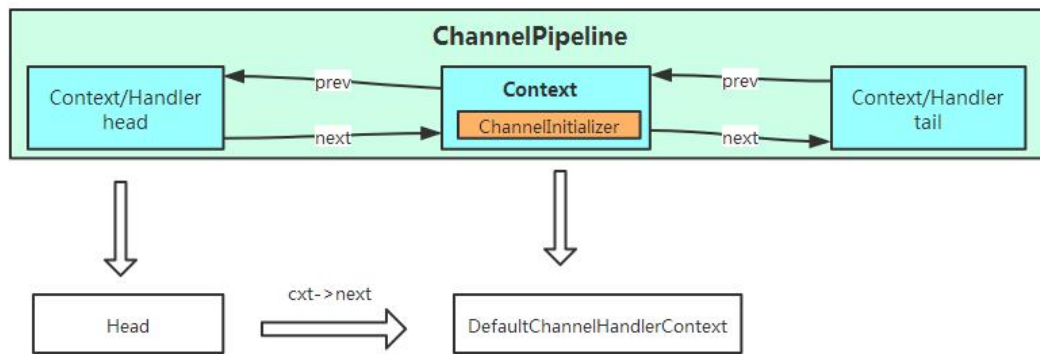 ChannelPipeline
Context/Handler
head
prev
next
Context
ChannelInitializer
prev
next
Context/Handler
tail
Head
cxt->next
DefaultChannelHandlerContext